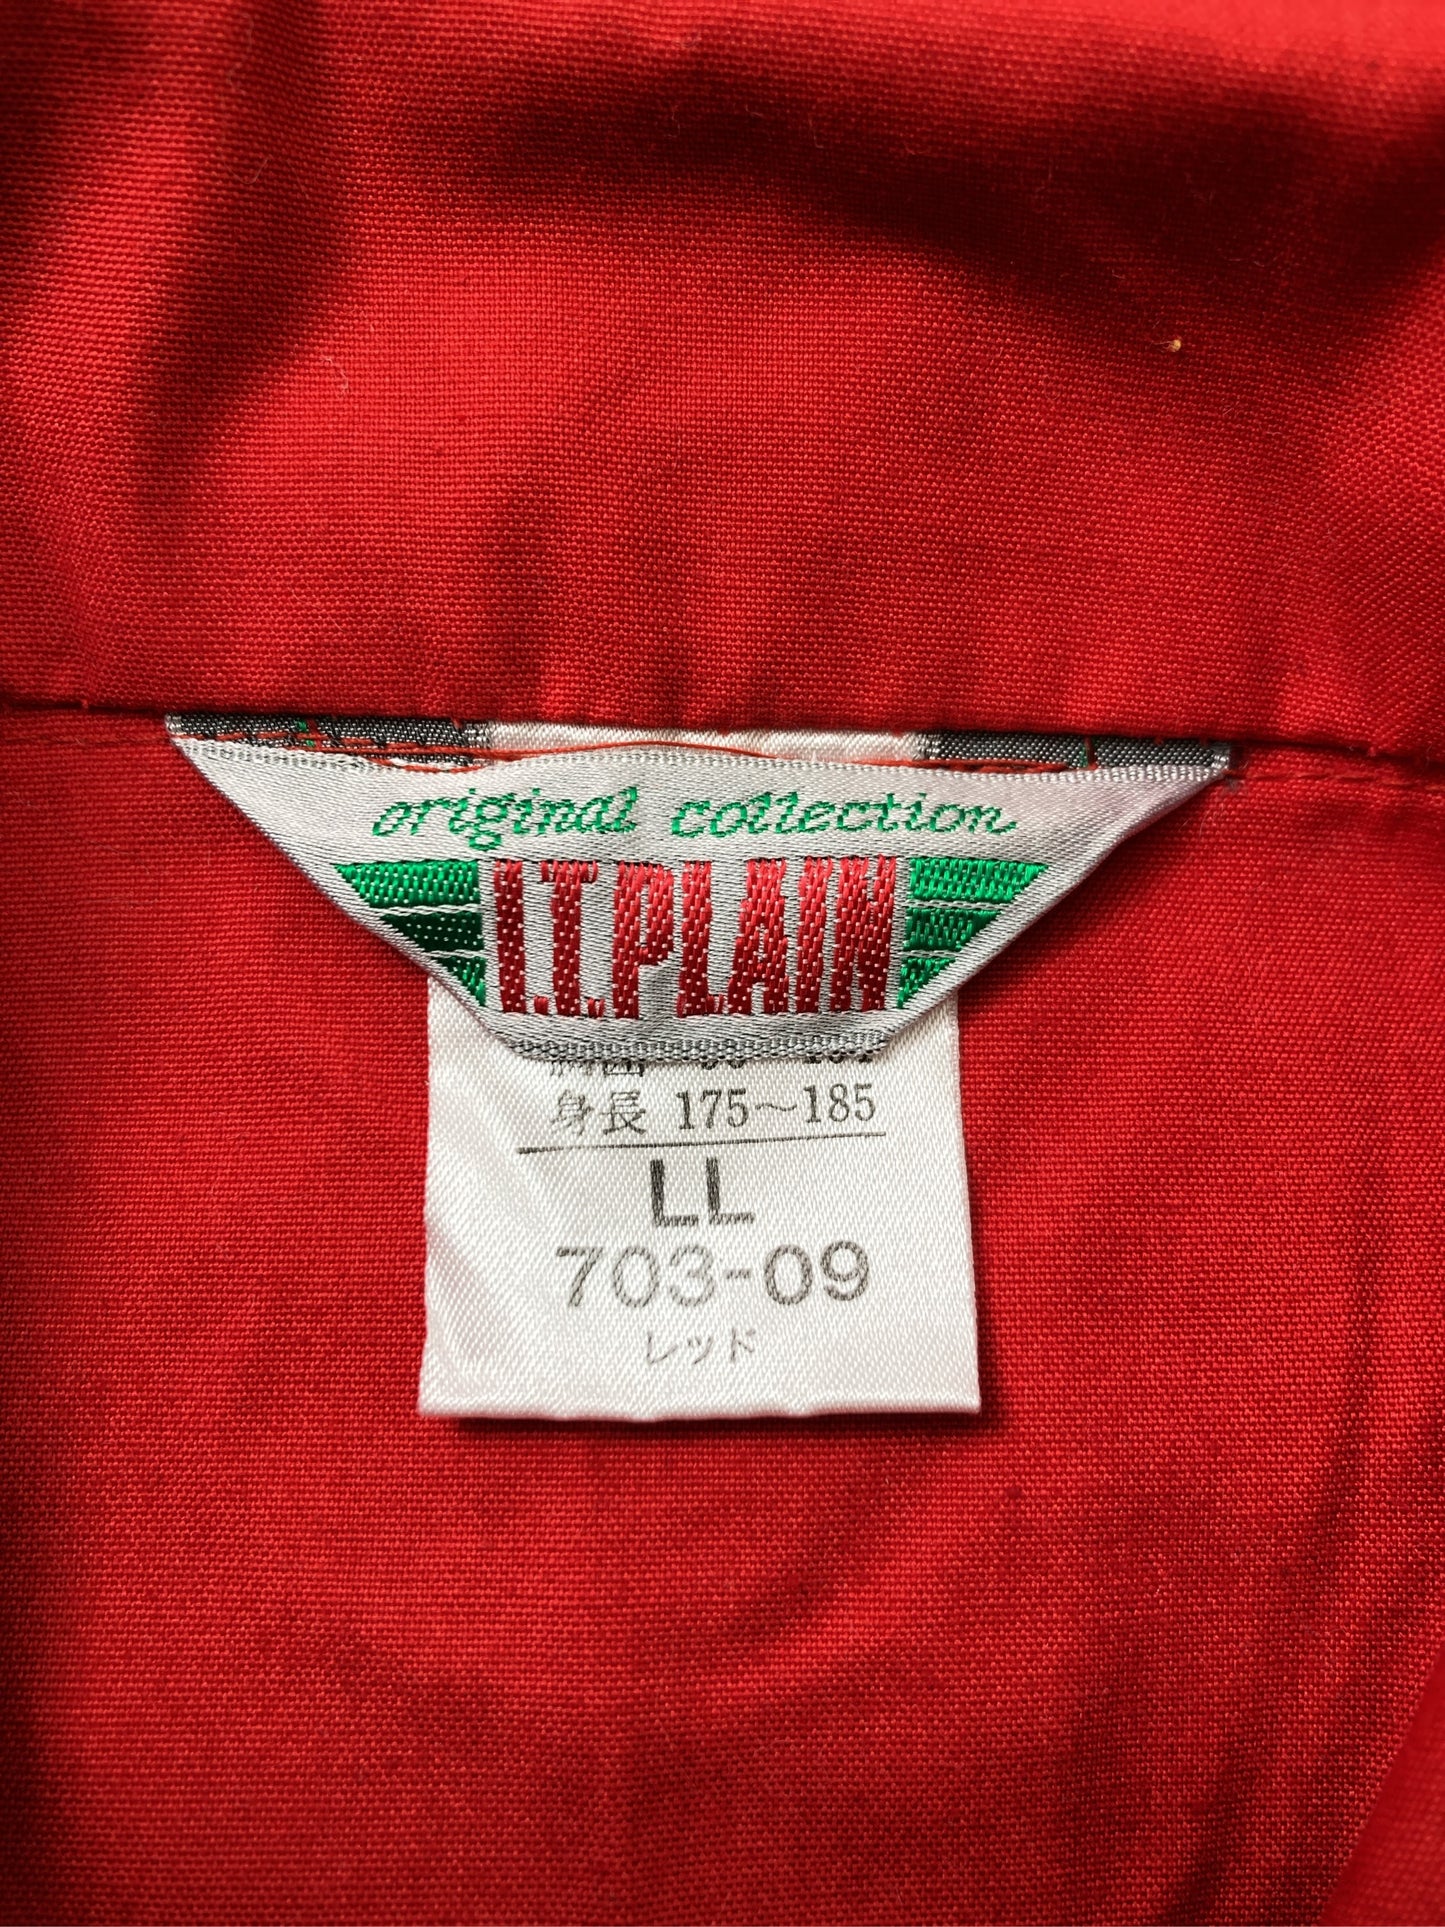 original collection
I.T.PLAIN
身長 175～185
LL
703-09
レッド